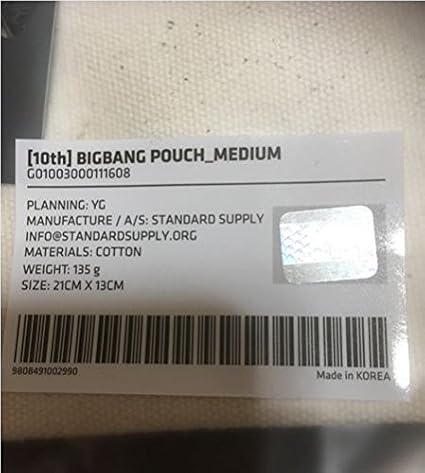 [10th] BIGBANG POUCH_MEDIUM
G01003000111608
PLANNING: YG
MANUFACTURE / A/S: STANDARD SUPPLY
INFO@STANDARDSUPPLY.ORG
MATERIALS: COTTON
WEIGHT: 135 g
SIZE: 21CM X 13CM
9808491002990
Made in KOREA